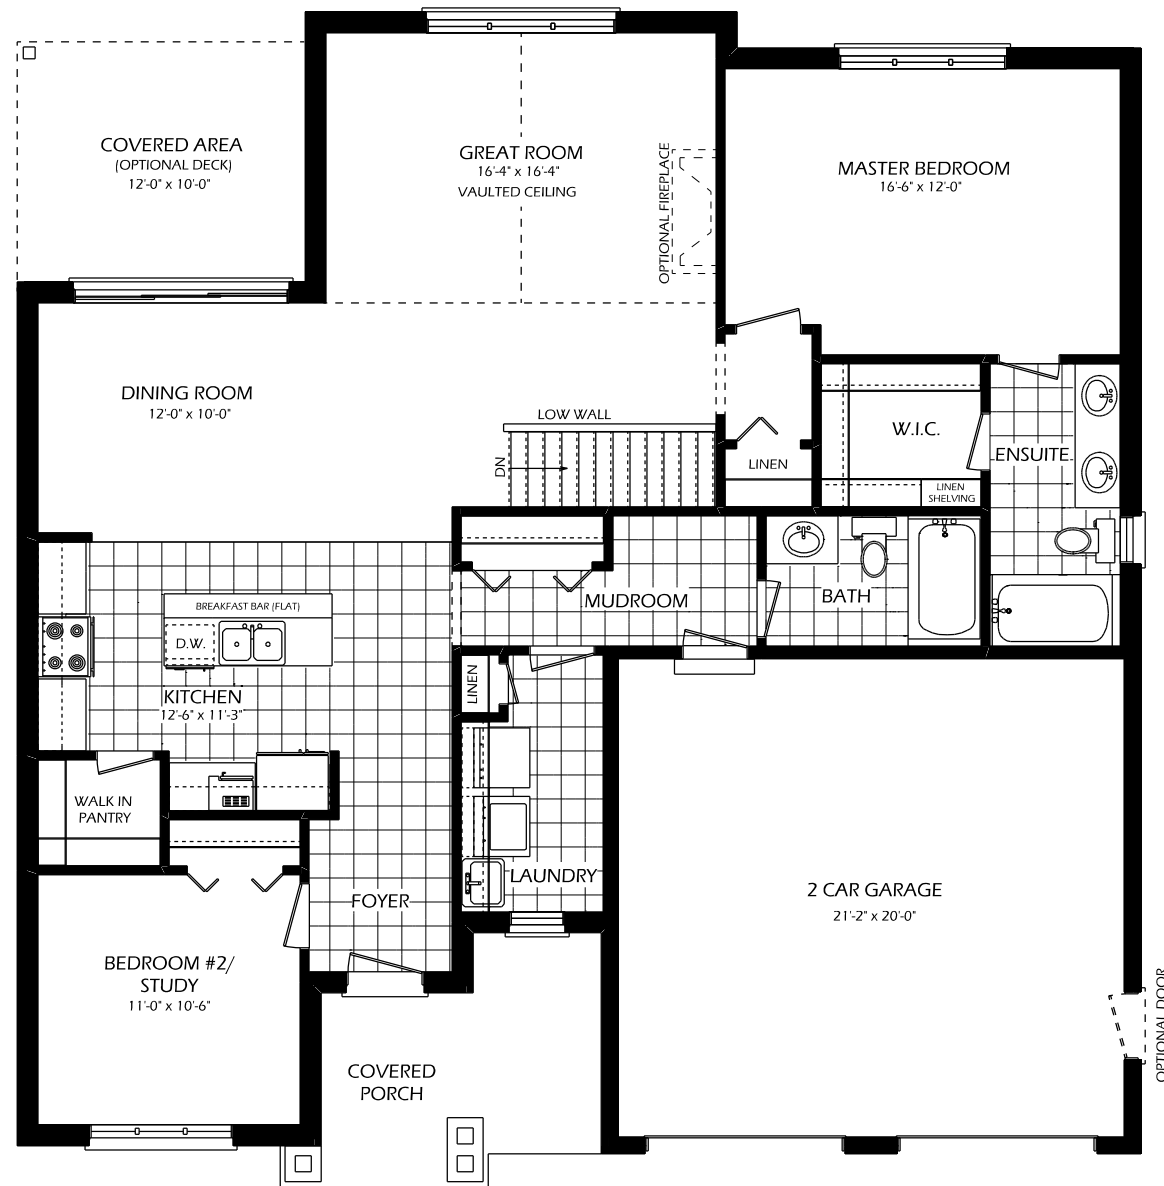 COVERED AREA
(OPTIONAL DECK)
12'-0" x 10'-0"
GREAT ROOM
16'-4" x 16'-4"
VAULTED CEILING
OPTIONAL FIREPLACE
MASTER BEDROOM
16'-6" x 12'-0"
DINING ROOM
12'-0" x 10'-0"
LOW WALL
DN
LINEN
W.I.C.
LINEN
SHELVING
ENSUITE
BREAKFAST BAR (FLAT)
D.W.
KITCHEN
12'-6" x 11'-3"
MUDROOM
BATH
LINEN
WALK IN
PANTRY
LAUNDRY
FOYER
2 CAR GARAGE
21'-2" x 20'-0"
BEDROOM #2/
STUDY
11'-0" x 10'-6"
OPTIONAL DOOR
COVERED
PORCH